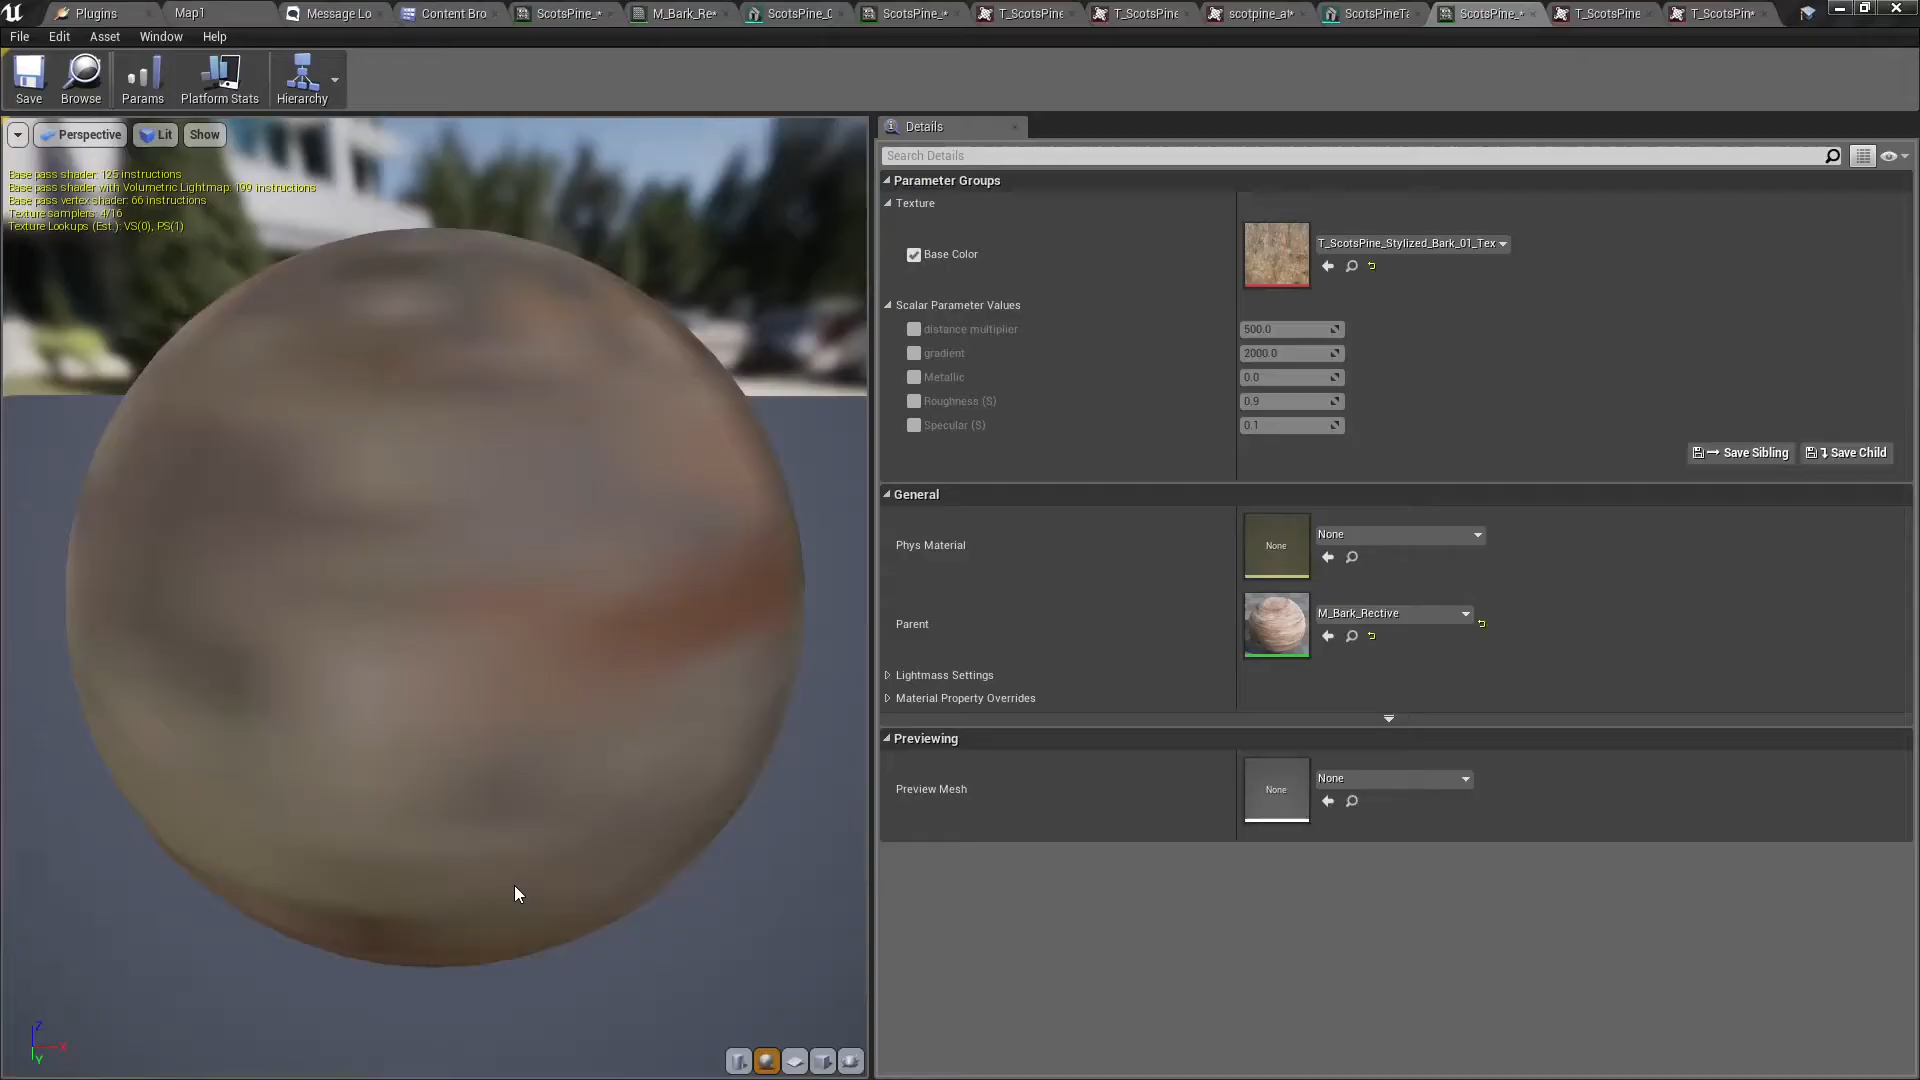 Plugins
Map1
Message Lo
Content Bro
ScotsPine_*
M_Bark_Re*
ScotsPine_0
ScotsPine_*
T_ScotsPine
T_ScotsPine
scotpine_at*
ScotsPineTe
ScotsPine_*
T_ScotsPine
T_ScotsPin*
File Edit Asset Window Help
Save Browse Params Platform Stats Hierarchy
Perspective Lit Show
Base pass shader: 125 instructions
Base pass shader with Volumetric Lightmap: 199 instructions
Base pass vertex shader: 66 instructions
Texture samplers: 4/16
Texture Lookups (Est.): VS(0), PS(1)
Z
X
Y
Details
Search Details
Parameter Groups
Texture
Base Color
T_ScotsPine_Stylized_Bark_01_Tex
Scalar Parameter Values
distance multiplier 500.0
gradient 2000.0
Metallic 0.0
Roughness (S) 0.9
Specular (S) 0.1
Save Sibling Save Child
General
Phys Material
None
None
Parent
M_Bark_Rective
Lightmass Settings
Material Property Overrides
Previewing
Preview Mesh
None
None